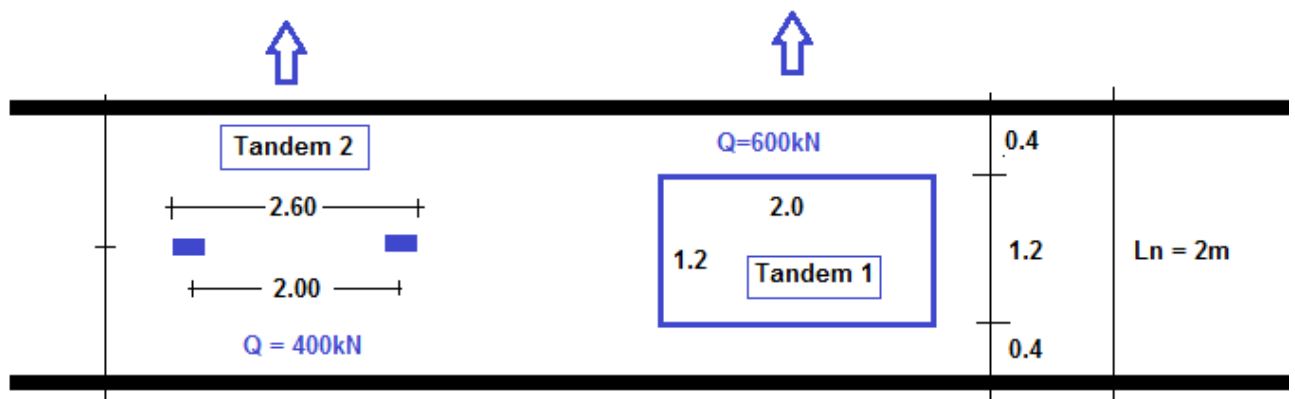 Tandem 2
Q=600kN
0.4
2.60
2.0
1.2
Tandem 1
1.2
Ln = 2m
2.00
Q = 400kN
0.4